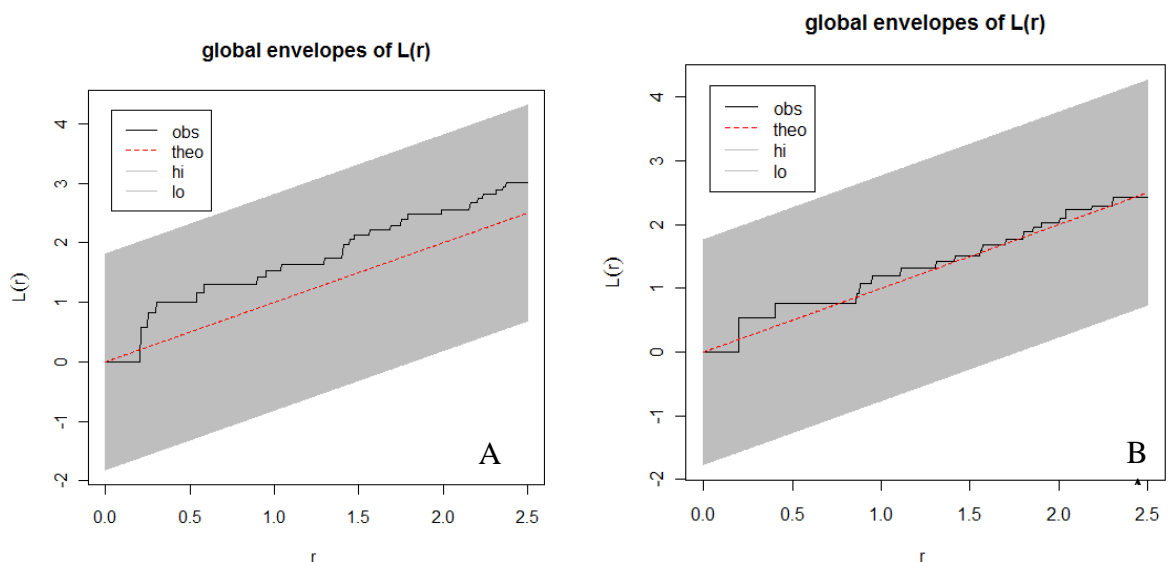 global envelopes of L(r)
obs
theo
hi
lo
L(r)
4
3
2
1
0
-1
-2
A
0.0 0.5 1.0 1.5 2.0 2.5
r
global envelopes of L(r)
obs
theo
hi
lo
L(r)
4
3
2
1
0
-1
-2
B
0.0 0.5 1.0 1.5 2.0 2.5
r